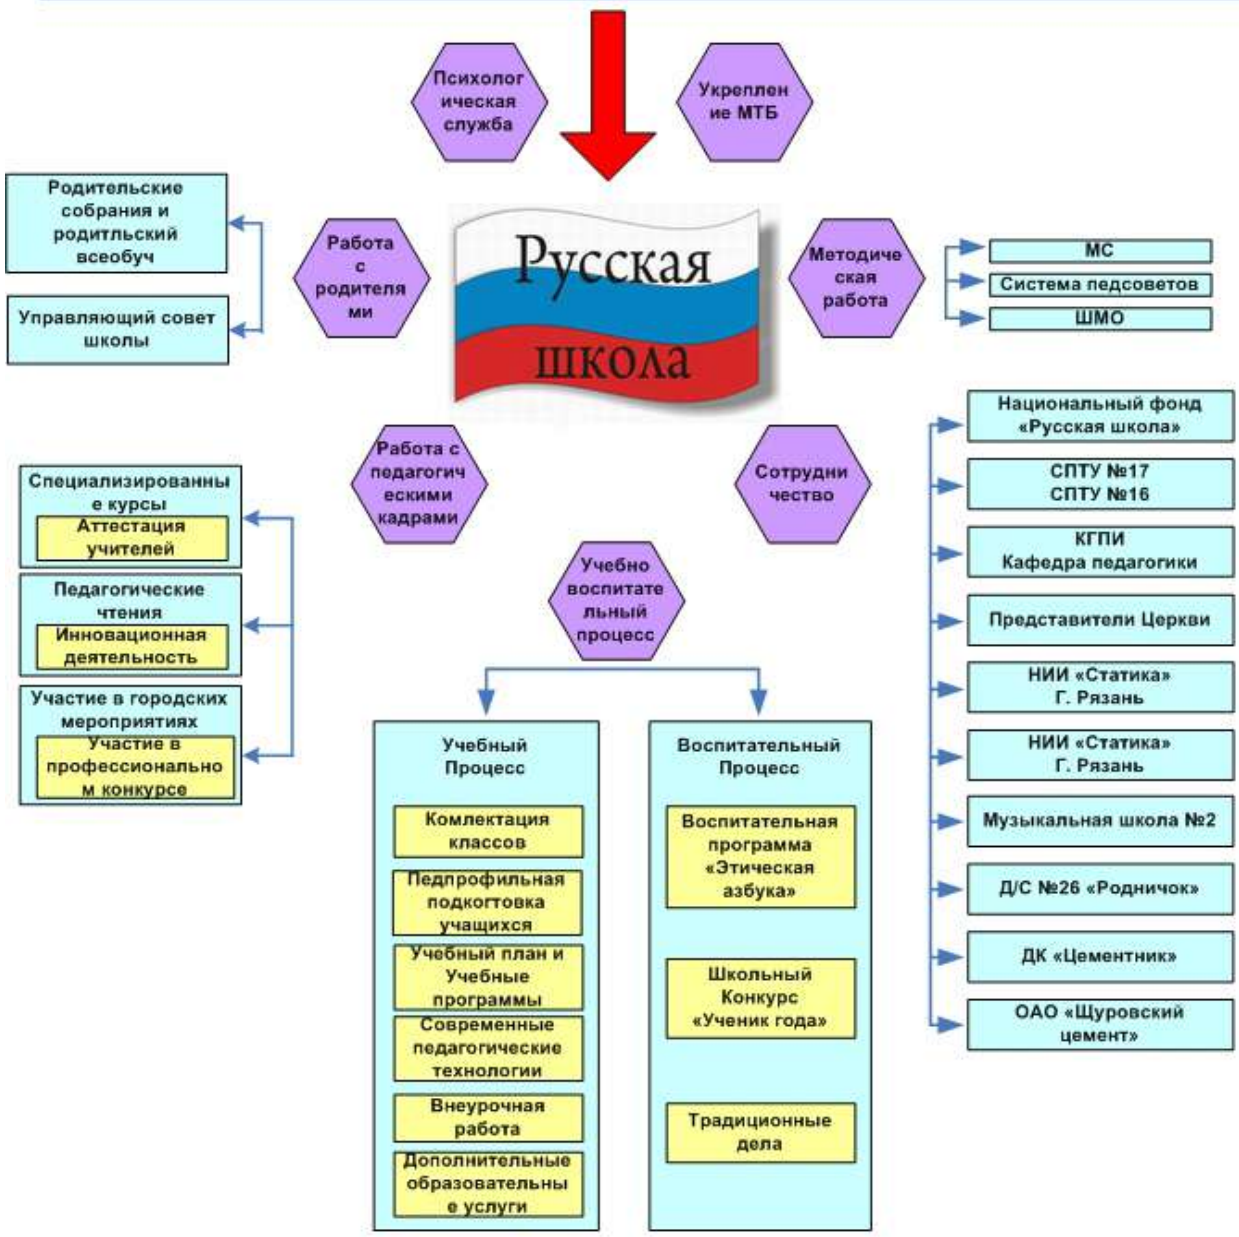 Психолог
ическая
служба
Укреплен
ие МТБ
Родительские
собрания и
родитльский
всеобуч
Управляющий совет
школы
Работа
с
родителя
ми
Русская
школа
Методиче
ская
работа
МС
Система педсоветов
ШМО
Работа с
педагогич
ескими
кадрами
Сотрудни
чество
Учебно
воспитате
льный
процесс
Специализированны
е курсы
Аттестация
учителей
Педагогические
чтения
Инновационная
деятельность
Участие в городских
мероприятиях
Участие в
профессионально
м конкурсе
Учебный
Процесс
Комлектация
классов
Педпрофильная
подкогтовка
учащихся
Учебный план и
Учебные
программы
Современные
педагогические
технологии
Внеурочная
работа
Дополнительные
образовательны
е услуги
Воспитательный
Процесс
Воспитательная
программа
«Этическая
азбука»
Школьный
Конкурс
«Ученик года»
Традиционные
дела
Национальный фонд
«Русская школа»
СПТУ №17
СПТУ №16
КГПИ
Кафедра педагогики
Представители Церкви
НИИ «Статика»
Г. Рязань
НИИ «Статика»
Г. Рязань
Музыкальная школа №2
Д/С №26 «Родничок»
ДК «Цементник»
ОАО «Щуровский
цемент»